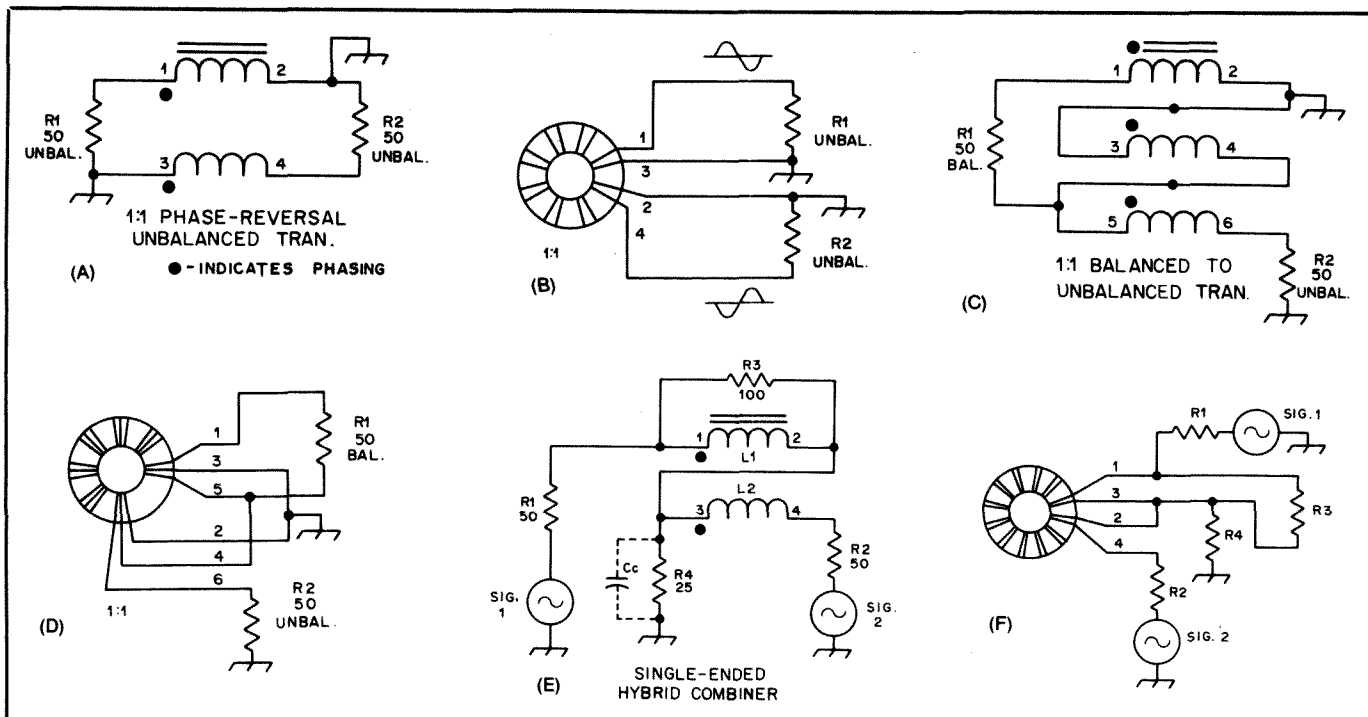 1
2
R1
50
UNBAL.
R2
50
UNBAL.
3
4
1:1 PHASE-REVERSAL
UNBALANCED TRAN.
(A)
●-INDICATES PHASING
1
3
2
4
R1
UNBAL.
R2
UNBAL.
1:1
(B)
1
2
R1
50
BAL.
3
4
5
6
1:1 BALANCED TO
UNBALANCED TRAN.
R2
50
UNBAL.
(C)
1
3
5
2
4
6
R1
50
BAL.
R2
50
UNBAL.
1:1
(D)
R3
100
1
2
L1
L2
3
4
R1
50
Cc
R4
25
R2
50
SIG.
1
SIG.
2
(E)
SINGLE-ENDED
HYBRID COMBINER
R1
SIG. 1
1
3
2
4
R4
R3
R2
SIG. 2
(F)